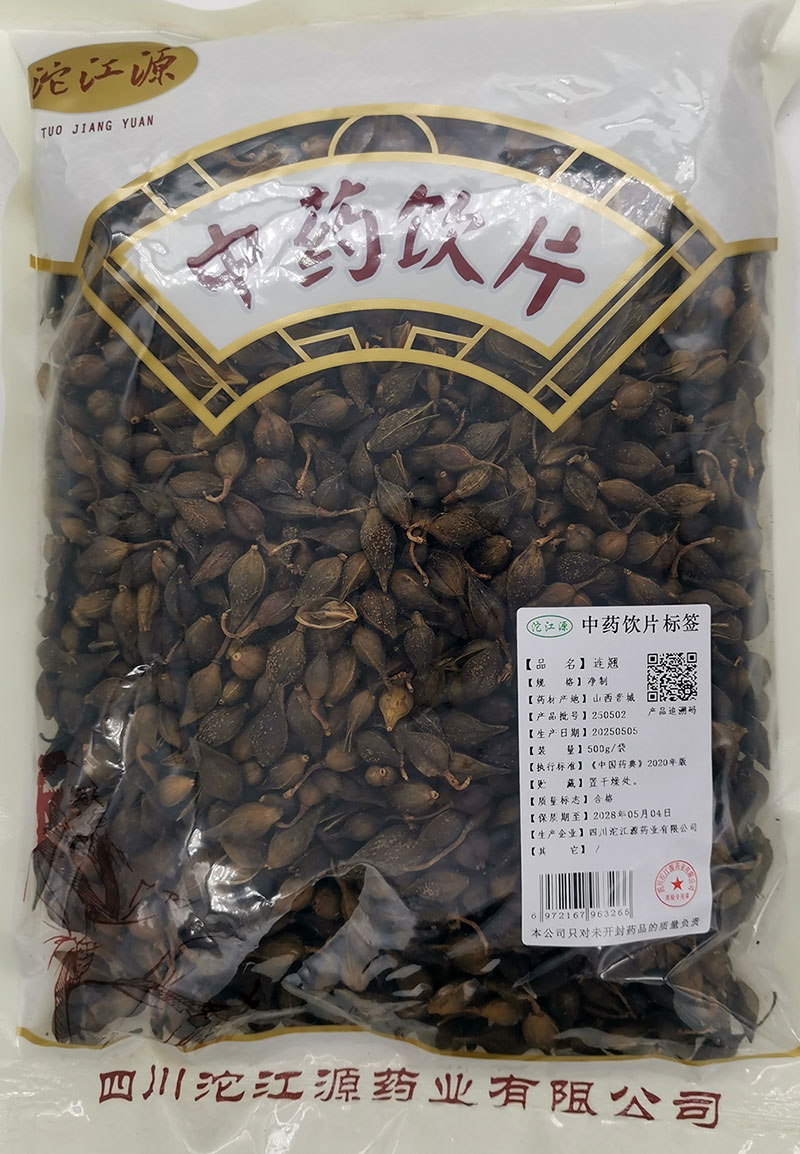 沱江源
TUO JIANG YUAN
中药饮片
沱江源 中药饮片标签
【品 名】连翘
【规 格】净制
【药材产地】山西晋城
【产品批号】250502
产品追溯码
【生产日期】20250505
【装 量】500g/袋
【执行标准】《中国药典》2020年版
【贮 藏】置干燥处。
【质量标志】合格
【保质期至】2028年05月04日
【生产企业】四川沱江源药业有限公司
【其 它】/
6 972167 963265
本公司只对未开封药品的质量负责
四川沱江源药业有限公司